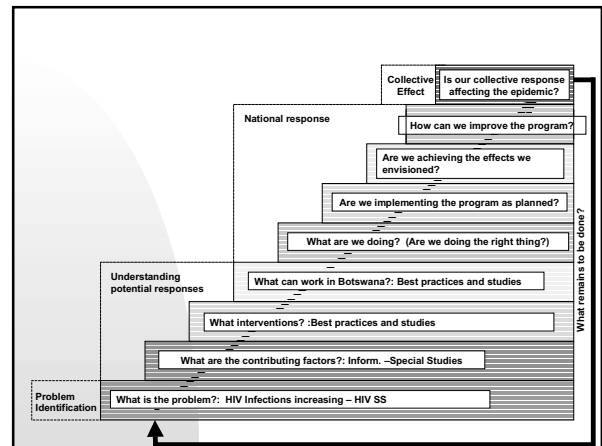 Collective
Effect
Is our collective response
affecting the epidemic?
National response
How can we improve the program?
Are we achieving the effects we
envisioned?
Are we implementing the program as planned?
What are we doing?  (Are we doing the right thing?)
Understanding
potential responses
What can work in Botswana?: Best practices and studies
What interventions? :Best practices and studies
What are the contributing factors?: Inform. –Special Studies
Problem
Identification
What is the problem?:  HIV Infections increasing – HIV SS
What remains to be done?